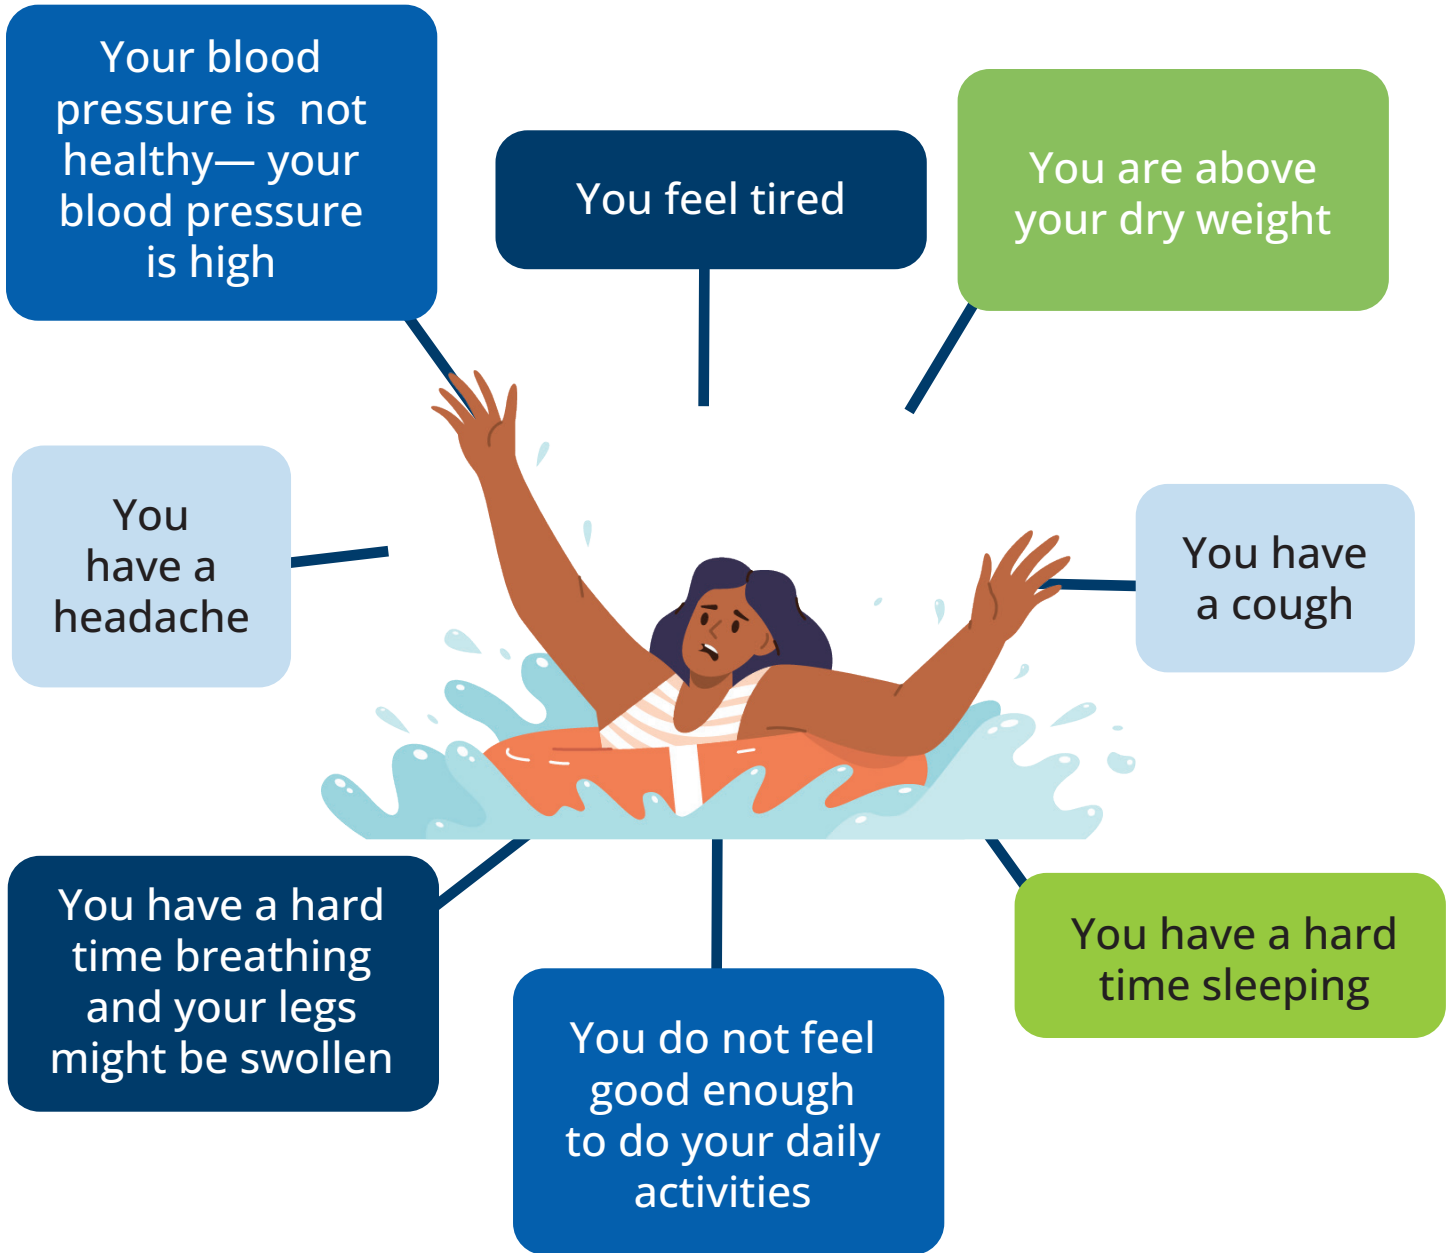 Your blood
pressure is  not
healthy— your
blood pressure
is high
You feel tired
You are above
your dry weight
You
have a
headache
You have
a cough
You have a hard
time breathing
and your legs
might be swollen
You do not feel
good enough
to do your daily
activities
You have a hard
time sleeping